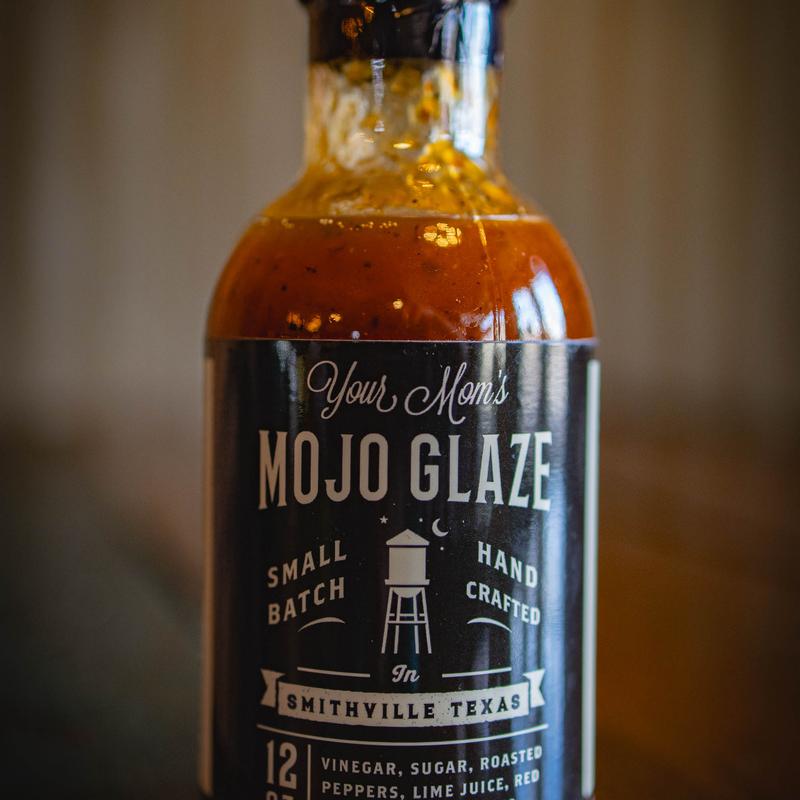 Your Mom's
MOJO GLAZE
SMALL
BATCH
HAND
CRAFTED
In
SMITHVILLE TEXAS
12
VINEGAR, SUGAR, ROASTED
PEPPERS, LIME JUICE, RED